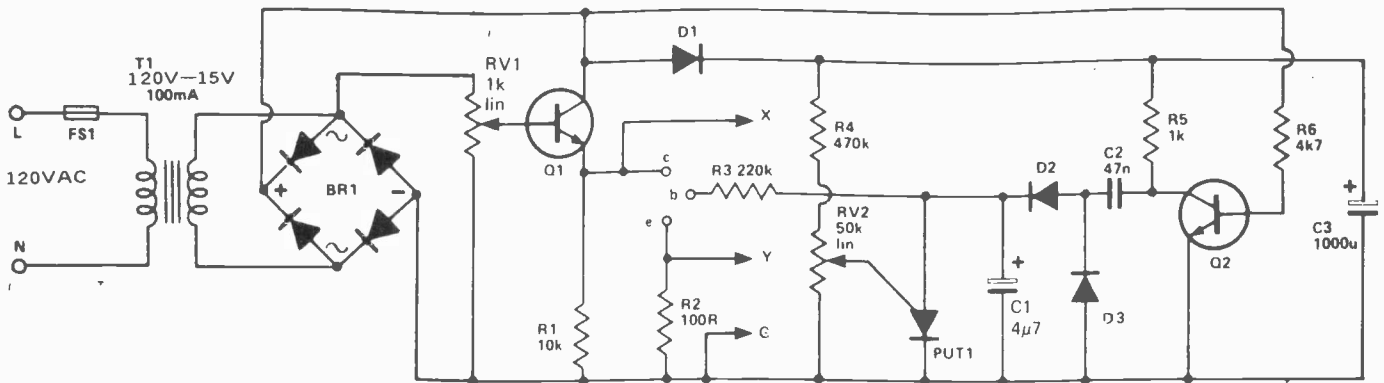 T1
120V—15V
100mA
L
FS1
120VAC
N
BR1
+
−
RV1
1k
lin
Q1
D1
X
c
b
R3 220k
e
Y
R1
10k
R2
100R
G
R4
470k
RV2
50k
lin
PUT1
C1
4µ7
+
D2
C2
47n
D3
R5
1k
Q2
R6
4k7
+
C3
1000u